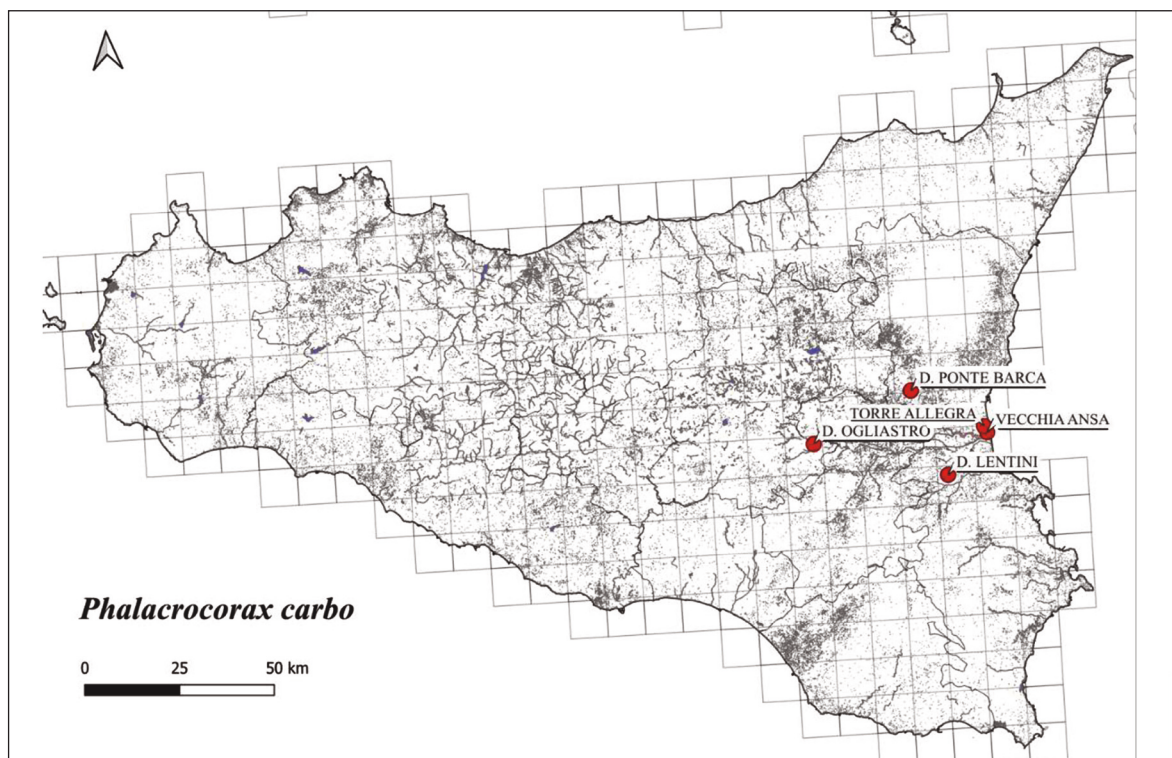 D. PONTE BARCA
TORRE ALLEGRA
VECCHIA ANSA
D. OGLIASTRO
D. LENTINI
Phalacrocorax carbo
0 25 50 km